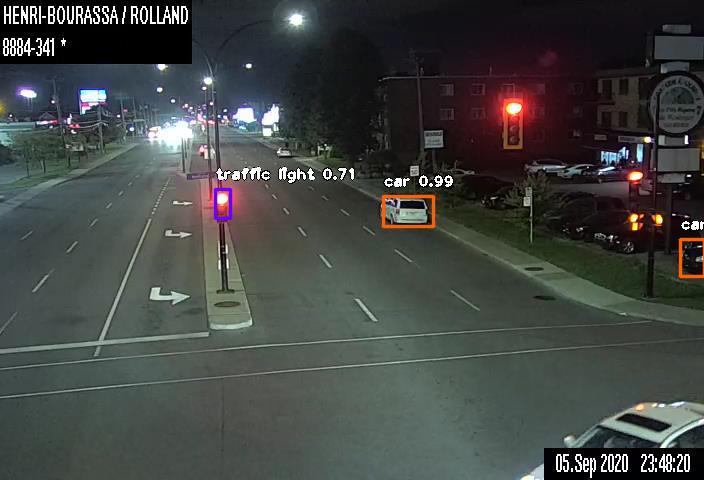 HENRI-BOURASSA / ROLLAND
8884-341 *
traffic light 0.71
car 0.99
car
05.Sep 2020 23:48:20